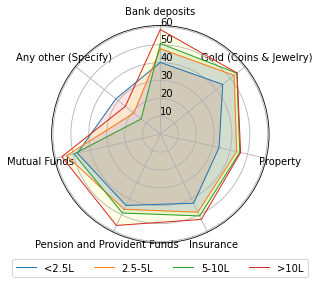 Bank deposits
60
50
40
30
20
10
Any other (Specify)
Gold (Coins & Jewelry)
Mutual Funds
Property
Pension and Provident Funds
Insurance
<2.5L 2.5-5L 5-10L >10L